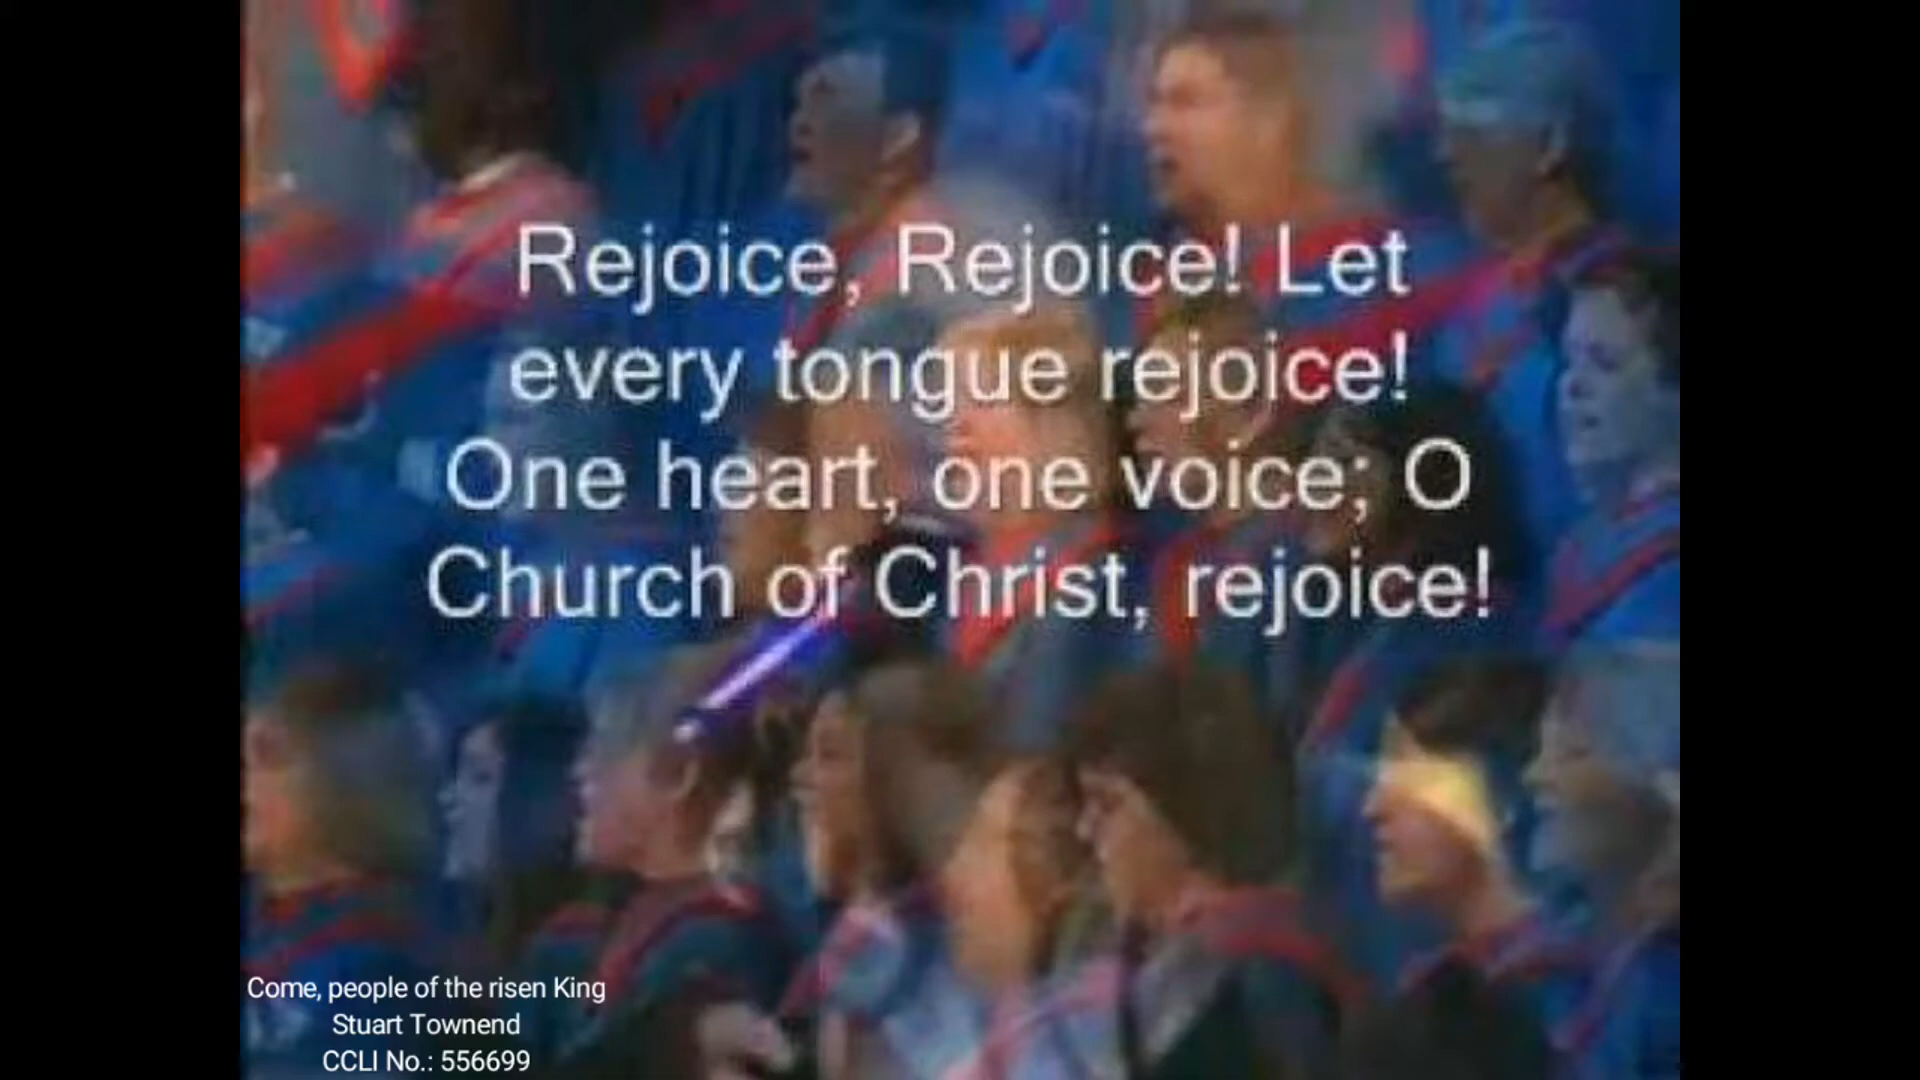 Rejoice, Rejoice! Let
every tongue rejoice!
One heart, one voice; O
Church of Christ, rejoice!
Come, people of the risen King
Stuart Townend
CCLI No.: 556699